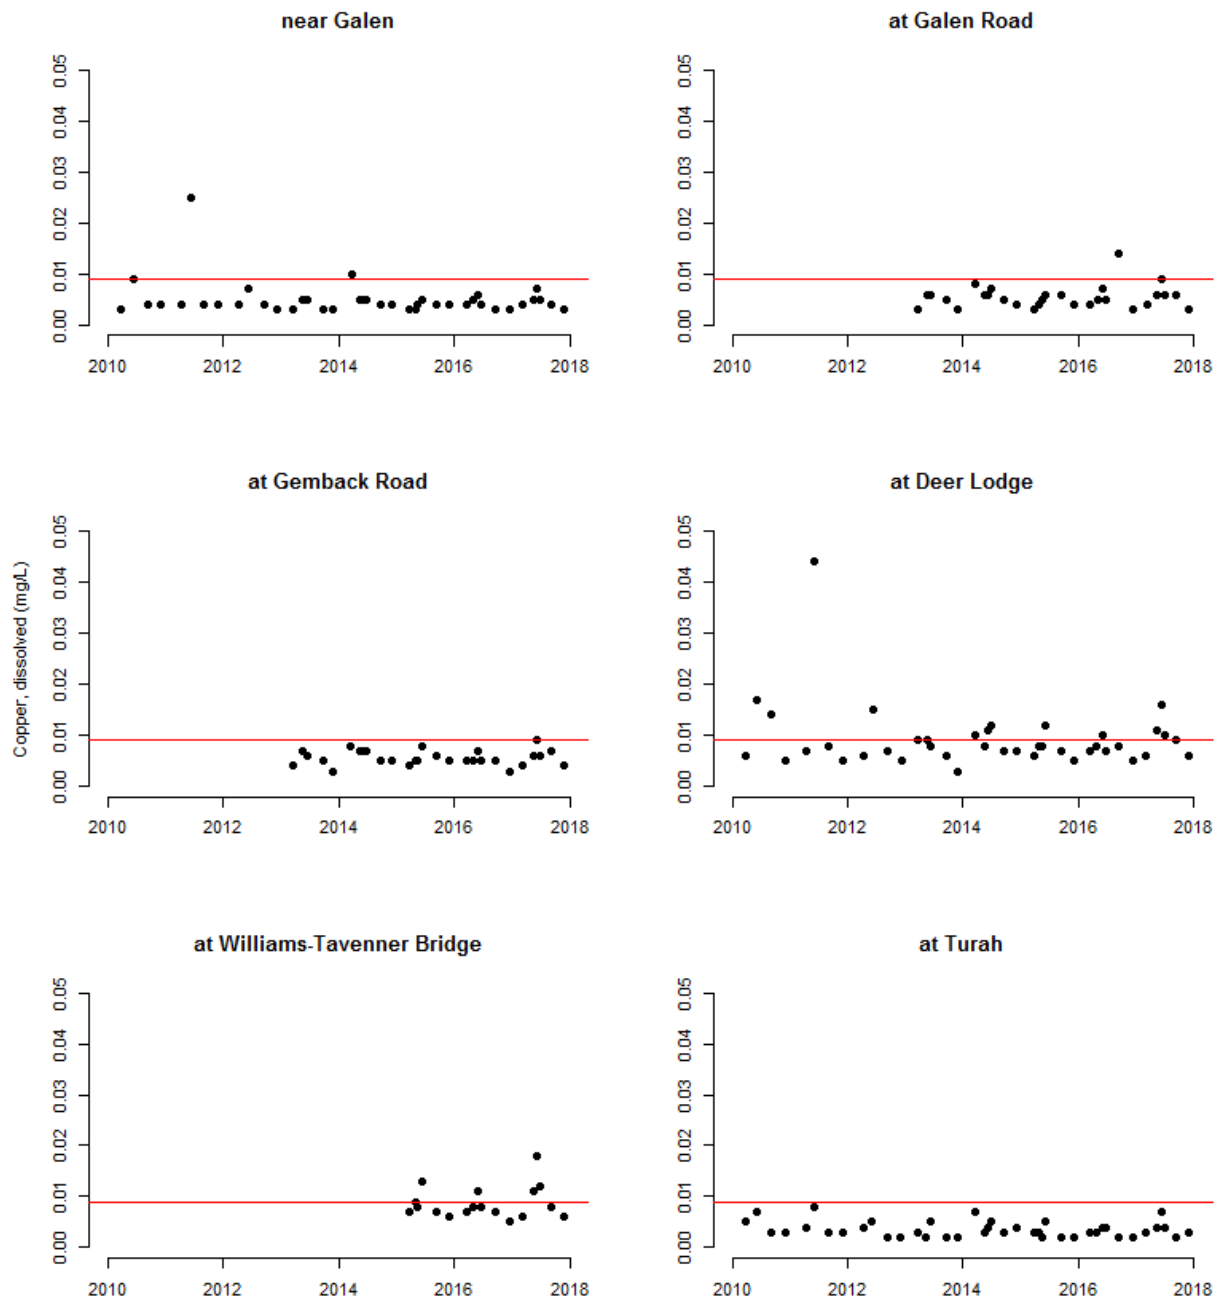 near Galen
0.05
0.04
0.03
0.02
0.01
0.00
2010 2012 2014 2016 2018
at Galen Road
0.05
0.04
0.03
0.02
0.01
0.00
2010 2012 2014 2016 2018
at Gemback Road
Copper, dissolved (mg/L)
0.05
0.04
0.03
0.02
0.01
0.00
2010 2012 2014 2016 2018
at Deer Lodge
0.05
0.04
0.03
0.02
0.01
0.00
2010 2012 2014 2016 2018
at Williams-Tavenner Bridge
0.05
0.04
0.03
0.02
0.01
0.00
2010 2012 2014 2016 2018
at Turah
0.05
0.04
0.03
0.02
0.01
0.00
2010 2012 2014 2016 2018